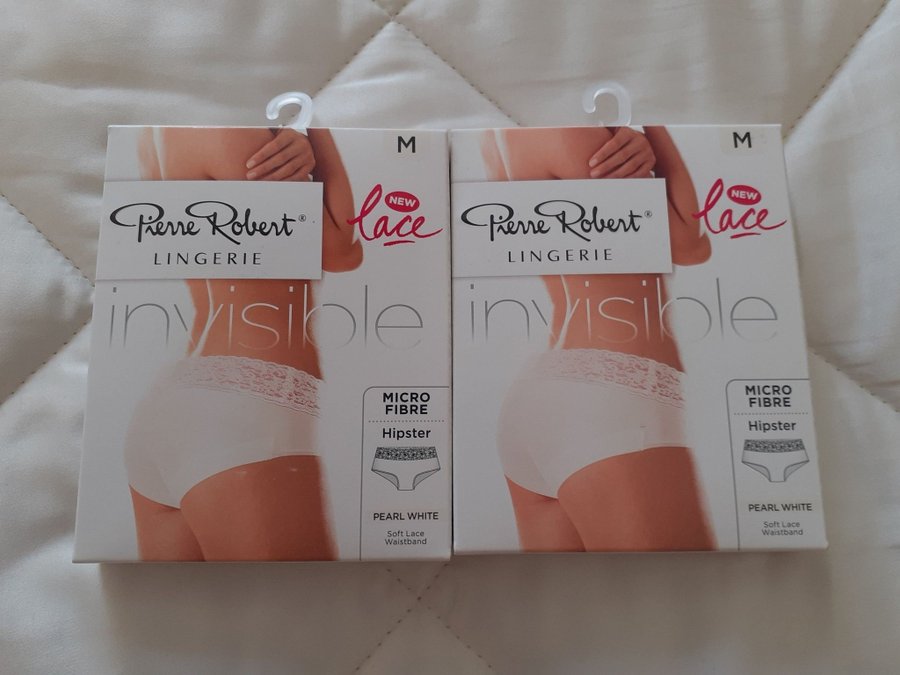 M
NEW
lace
Pierre Robert®
LINGERIE
invisible
MICRO
FIBRE
Hipster
PEARL WHITE
Soft Lace
Waistband
M
NEW
lace
Pierre Robert®
LINGERIE
invisible
MICRO
FIBRE
Hipster
PEARL WHITE
Soft Lace
Waistband